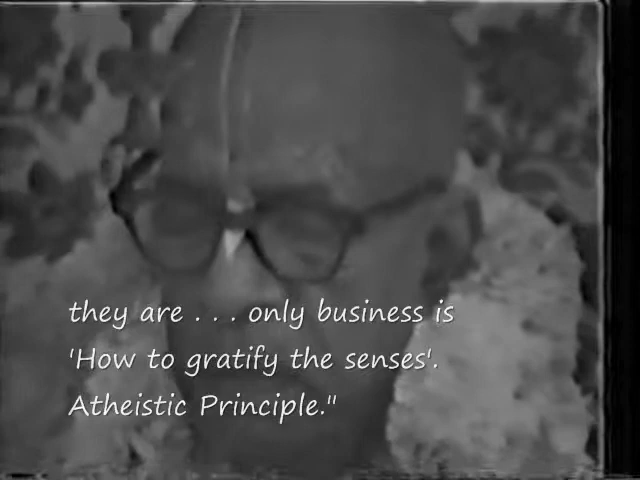 they are . . . only business is
'How to gratify the senses'.
Atheistic Principle."